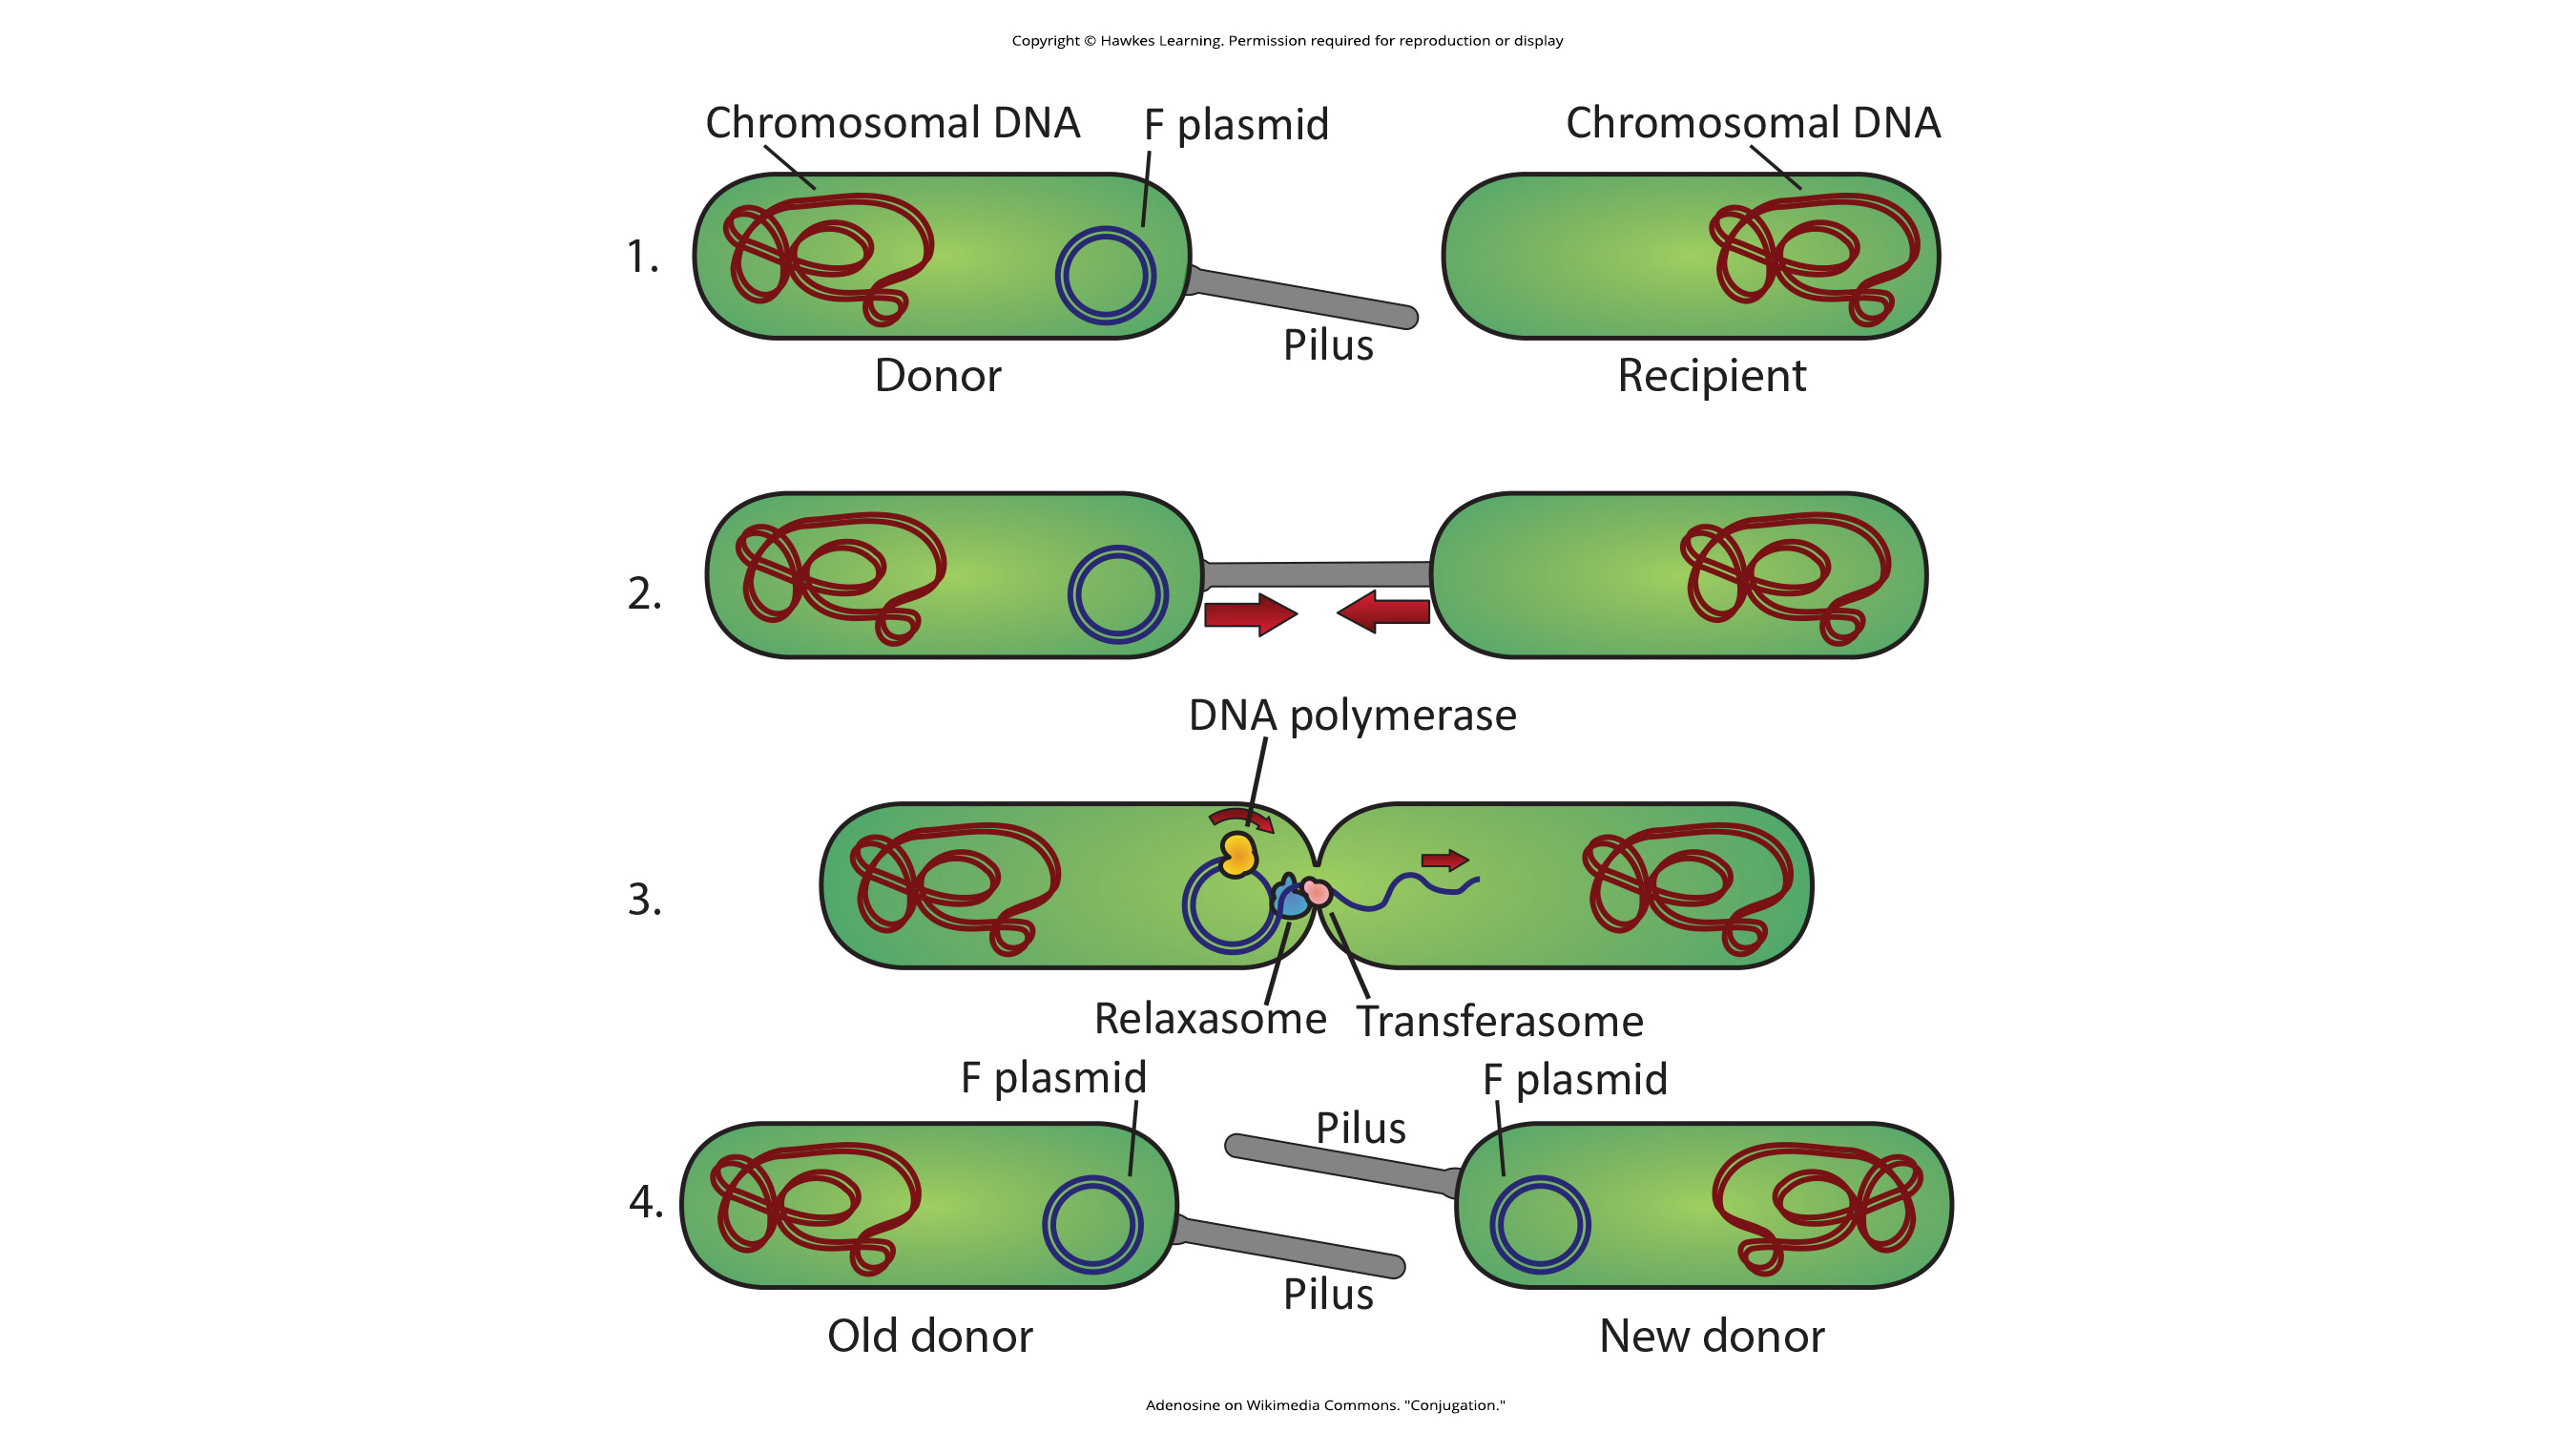 Copyright © Hawkes Learning. Permission required for reproduction or display
Chromosomal DNA
F plasmid
Chromosomal DNA
1.
Pilus
Donor
Recipient
2.
DNA polymerase
3.
Relaxasome
Transferasome
F plasmid
F plasmid
Pilus
4.
Pilus
Old donor
New donor
Adenosine on Wikimedia Commons. "Conjugation."